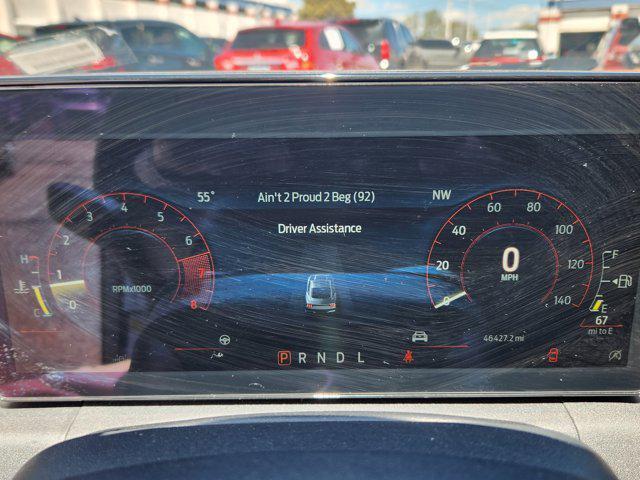 55° Ain't 2 Proud 2 Beg (92) NW
Driver Assistance
H
C
0
1
2
3
4
5
6
7
8
RPMx1000
0
20
40
60
80
100
120
140
0
MPH
F
E
67
mi to E
46427.2 mi
P R N D L